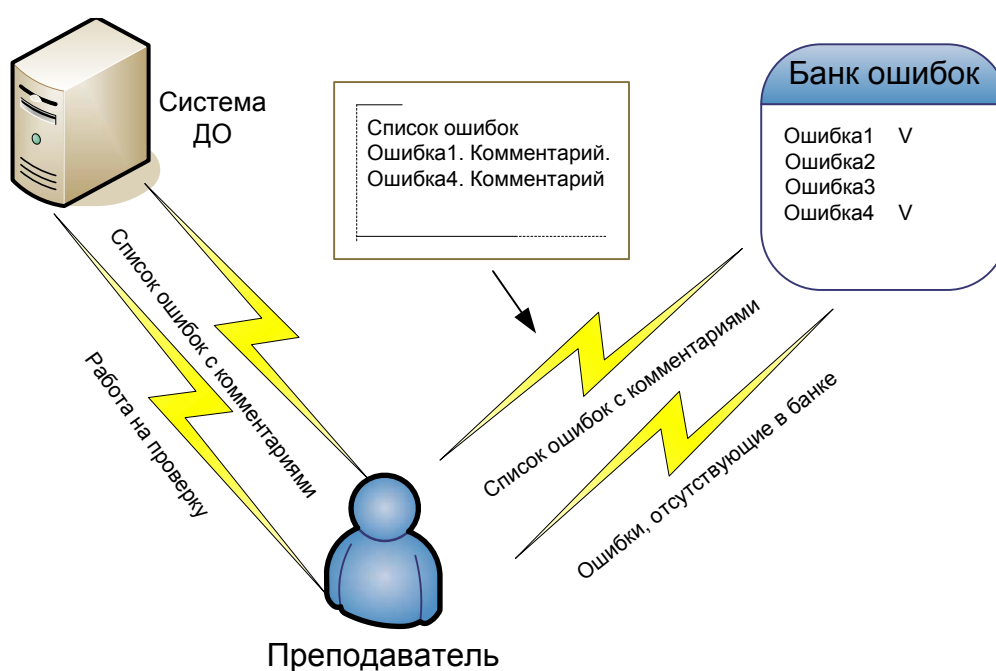 Система
ДО
Список ошибок
Ошибка1. Комментарий.
Ошибка4. Комментарий
Банк ошибок
Ошибка1 V
Ошибка2
Ошибка3
Ошибка4 V
Список ошибок с комментариями
Работа на проверку
Список ошибок с комментариями
Ошибки, отсутствующие в банке
Преподаватель